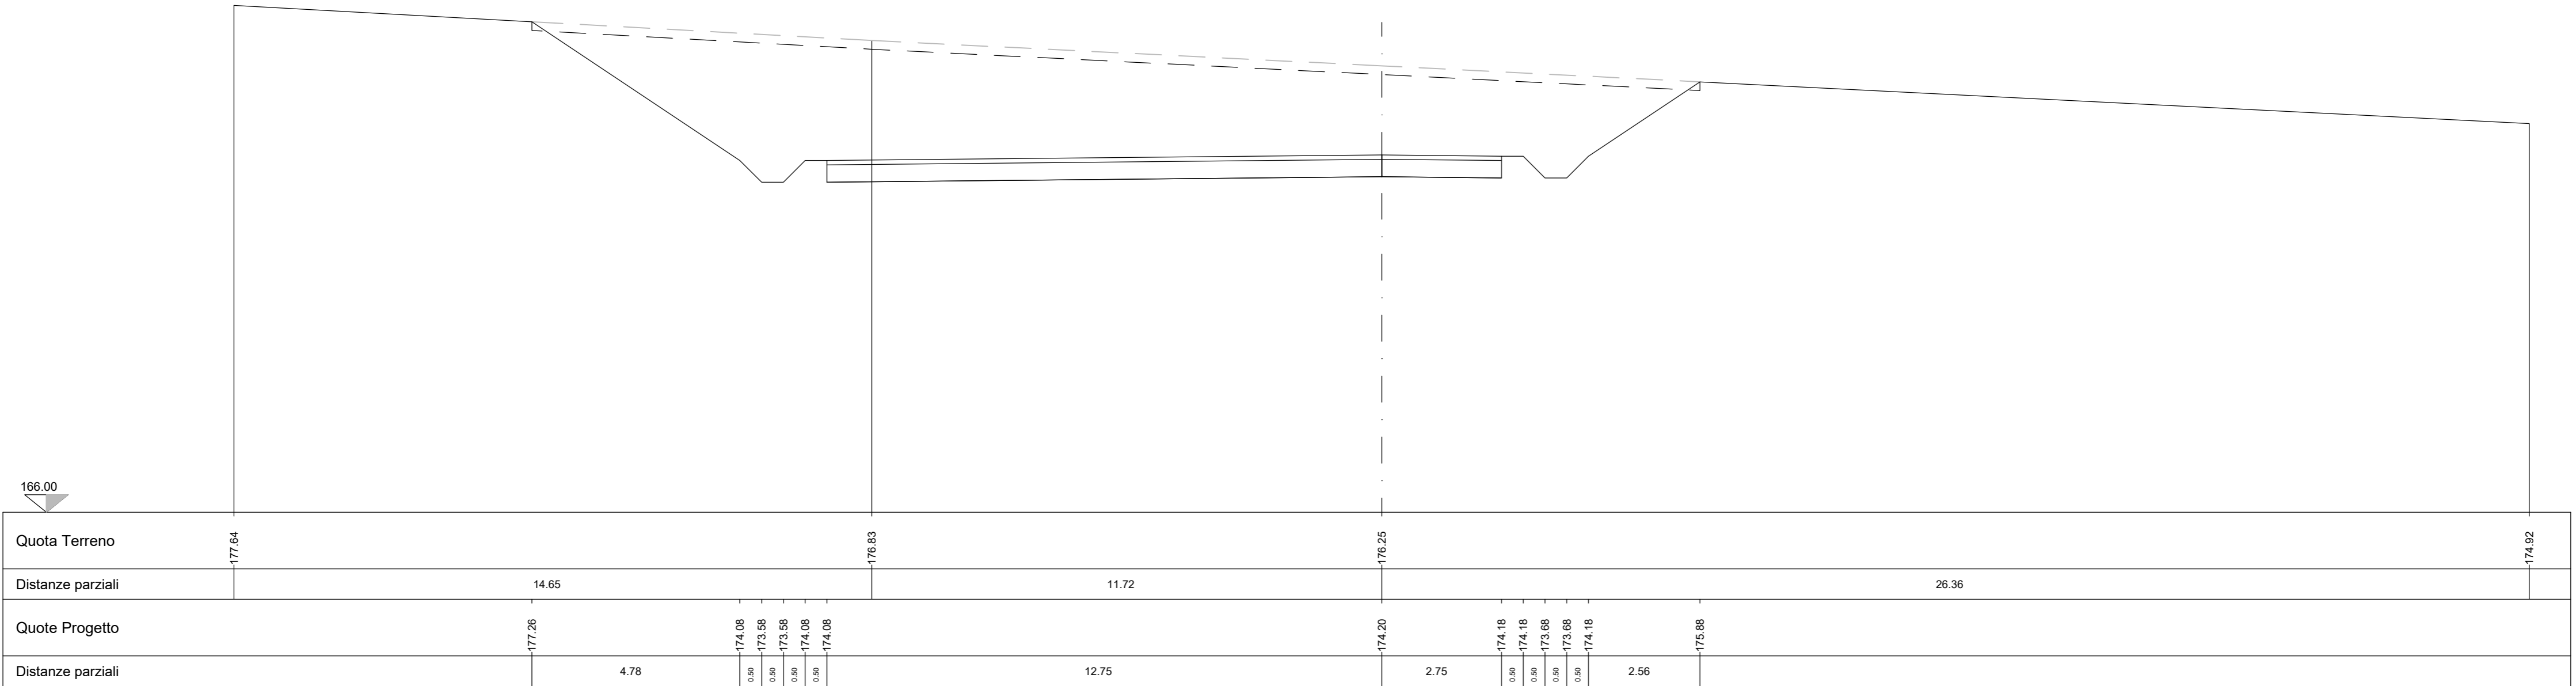 166.00
Quota Terreno
177.64 176.83 176.25 174.92
Distanze parziali
14.65 11.72 26.36
Quote Progetto
177.26 174.08 173.58 173.58 174.08 174.08 174.20 174.18 174.18 173.68 173.68 174.18 175.88
Distanze parziali
4.78 0.50 0.50 0.50 0.50 12.75 2.75 0.50 0.50 0.50 0.50 2.56